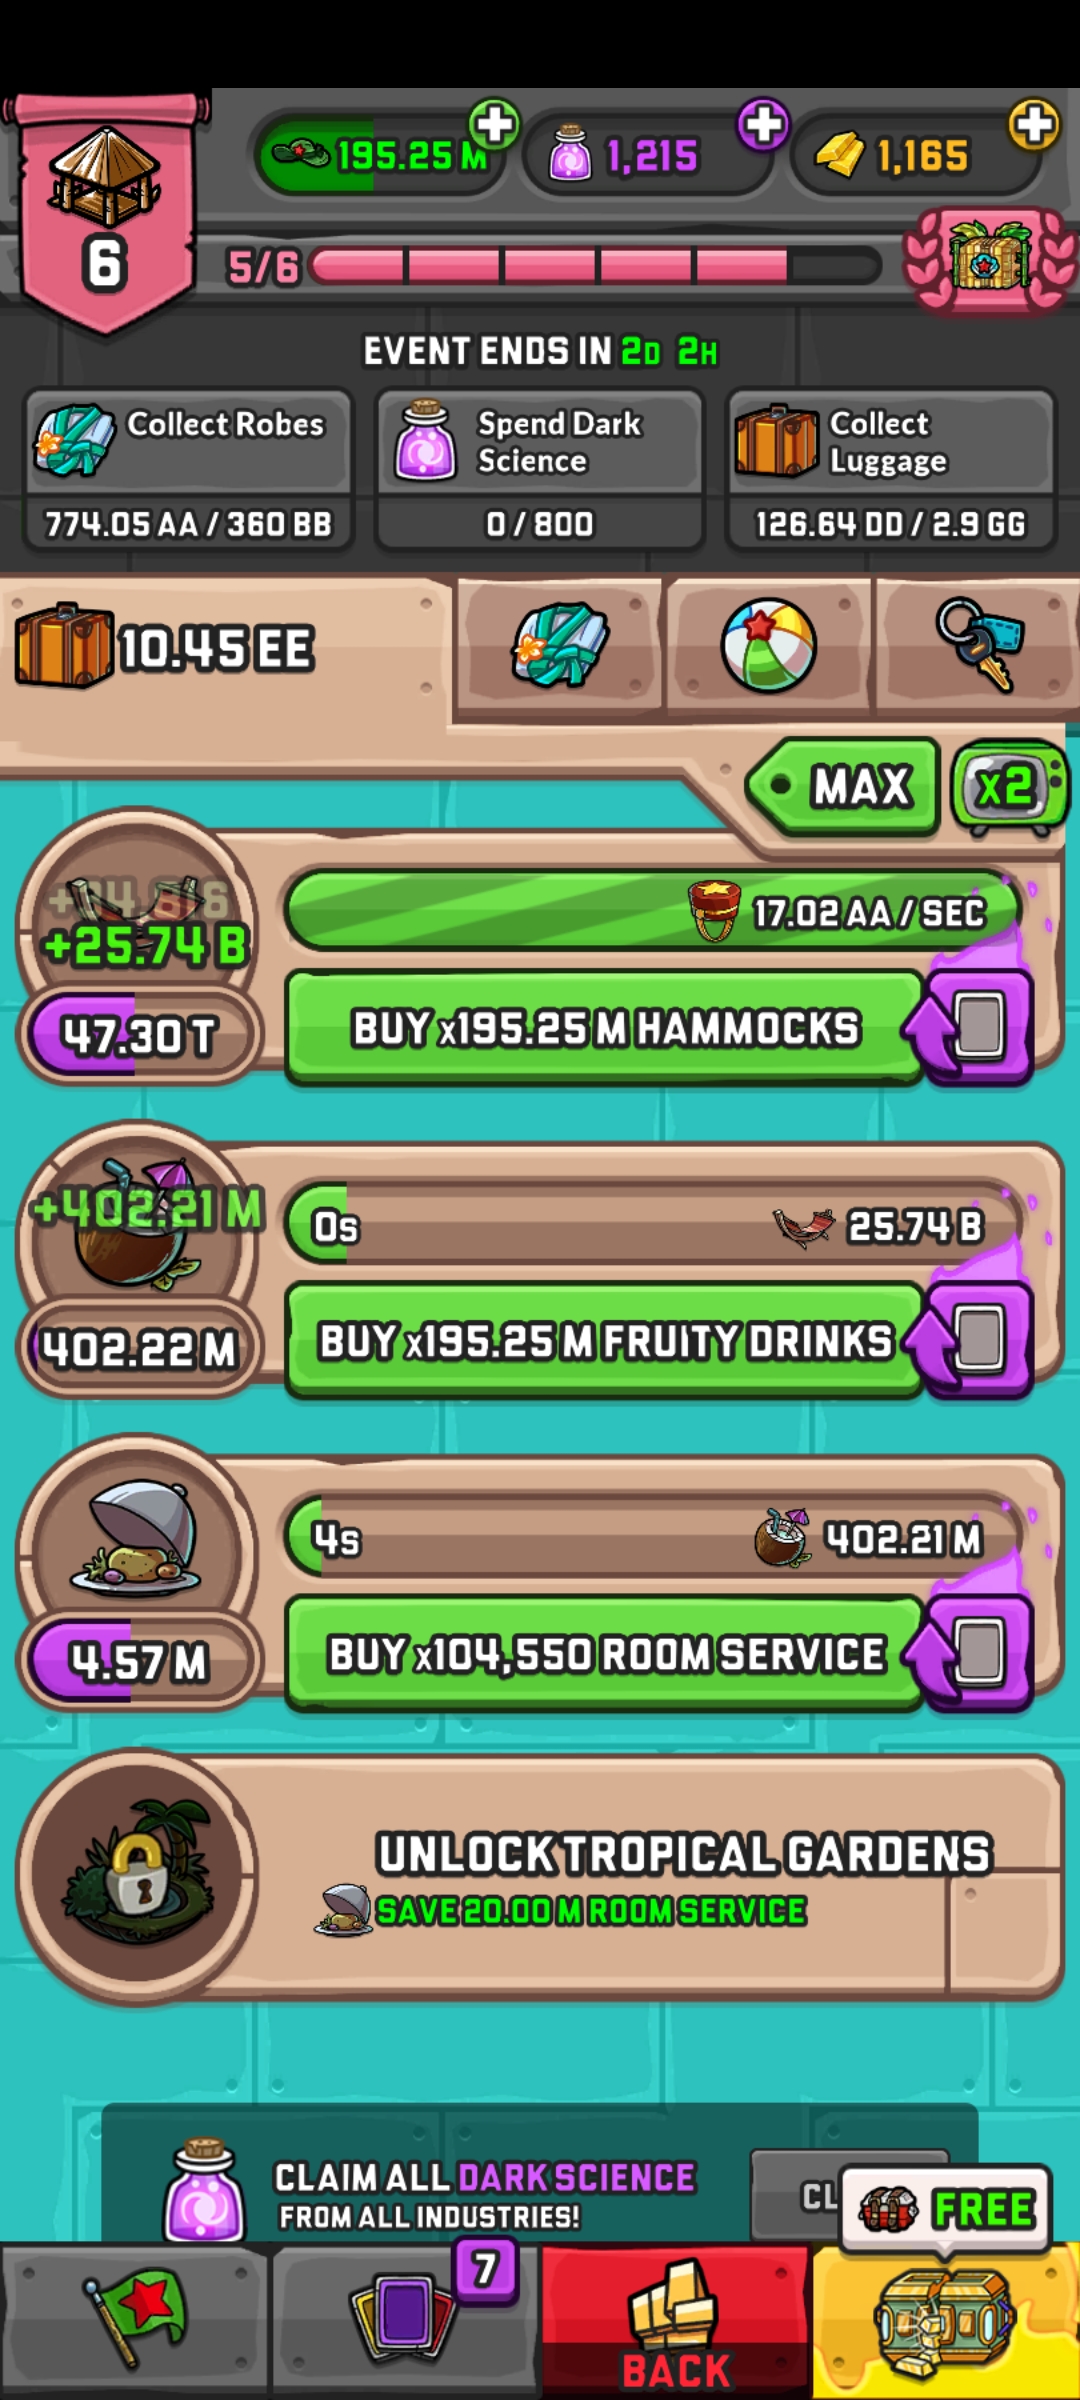 195.25 M
1,215
1,165
6
5/6
EVENT ENDS IN 2D 2H
Collect Robes
774.05 AA / 360 BB
Spend Dark
Science
0 / 800
Collect
Luggage
126.64 DD / 2.9 GG
10.45 EE
MAX
x2
+25.74 B
17.02 AA / SEC
47.30 T
BUY x195.25 M HAMMOCKS
+402.21 M
0s
25.74 B
402.22 M
BUY x195.25 M FRUITY DRINKS
4s
402.21 M
4.57 M
BUY x104,550 ROOM SERVICE
UNLOCK TROPICAL GARDENS
SAVE 20.00 M ROOM SERVICE
CLAIM ALL DARK SCIENCE
FROM ALL INDUSTRIES!
CL
FREE
7
BACK